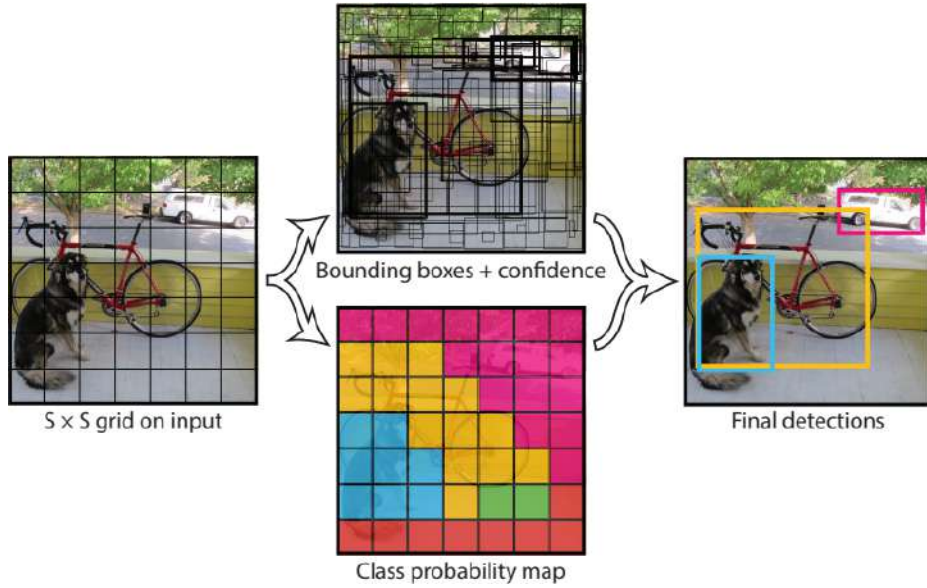 S × S grid on input
Bounding boxes + confidence
Class probability map
Final detections